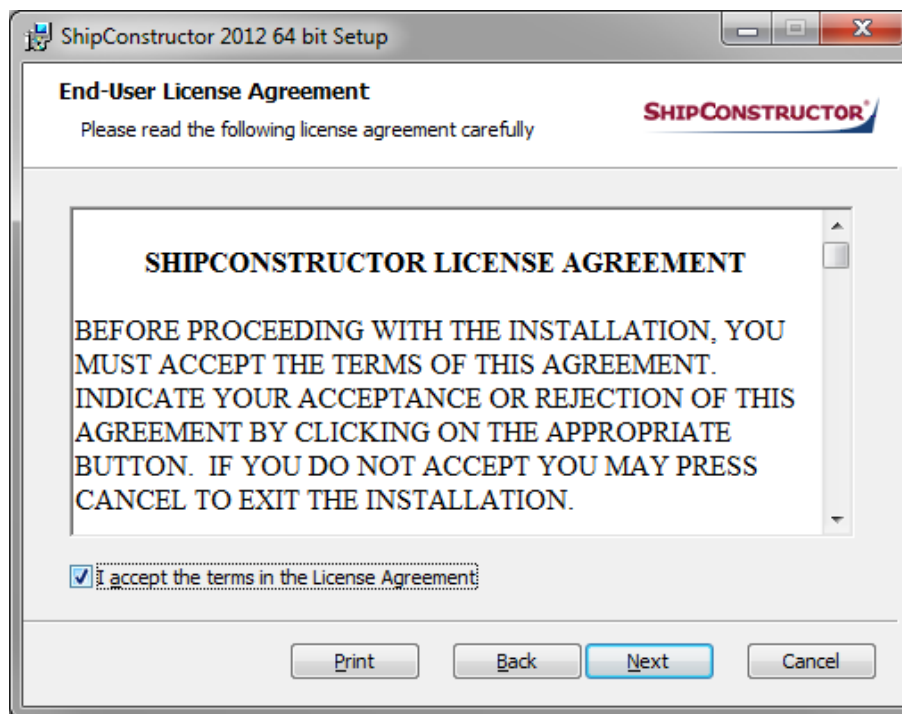 ShipConstructor 2012 64 bit Setup
End-User License Agreement
Please read the following license agreement carefully
SHIPCONSTRUCTOR®
SHIPCONSTRUCTOR LICENSE AGREEMENT
BEFORE PROCEEDING WITH THE INSTALLATION, YOU
MUST ACCEPT THE TERMS OF THIS AGREEMENT.
INDICATE YOUR ACCEPTANCE OR REJECTION OF THIS
AGREEMENT BY CLICKING ON THE APPROPRIATE
BUTTON.  IF YOU DO NOT ACCEPT YOU MAY PRESS
CANCEL TO EXIT THE INSTALLATION.
I accept the terms in the License Agreement
Print Back Next Cancel